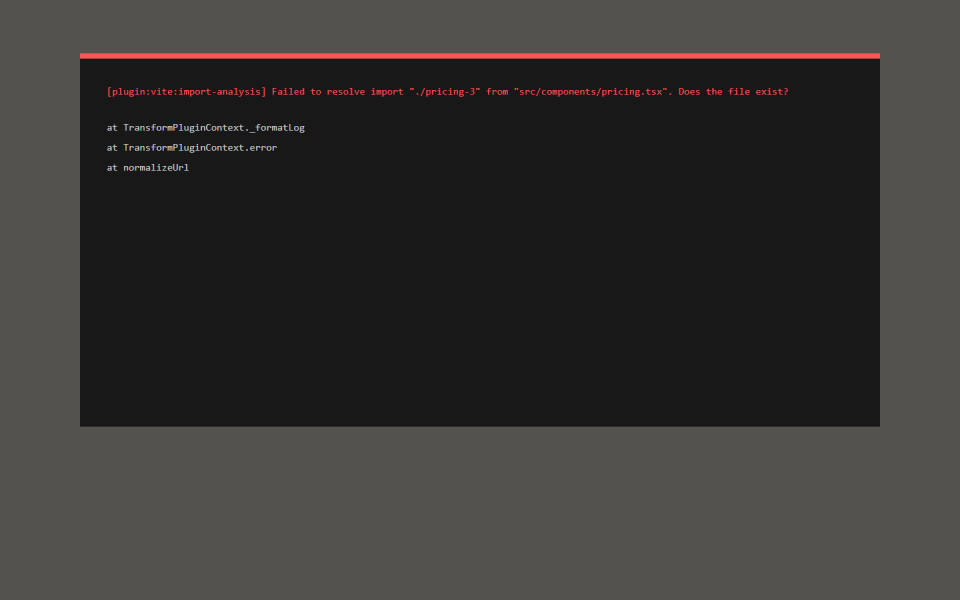 [plugin:vite:import-analysis] Failed to resolve import "./pricing-3" from "src/components/pricing.tsx". Does the file exist?
at TransformPluginContext._formatLog
at TransformPluginContext.error
at normalizeUrl